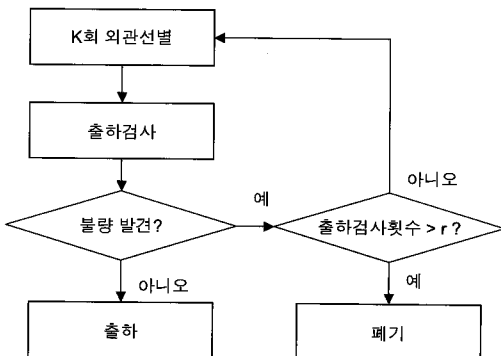 K회 외관선별
출하검사
아니오
예
불량 발견?
출하검사횟수 > r ?
아니오
예
출하
폐기